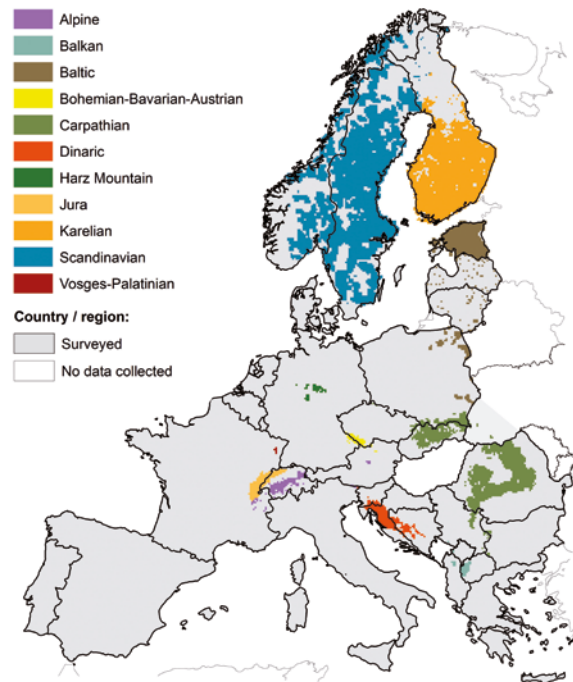 Alpine
Balkan
Baltic
Bohemian-Bavarian-Austrian
Carpathian
Dinaric
Harz Mountain
Jura
Karelian
Scandinavian
Vosges-Palatinian
Country / region:
Surveyed
No data collected